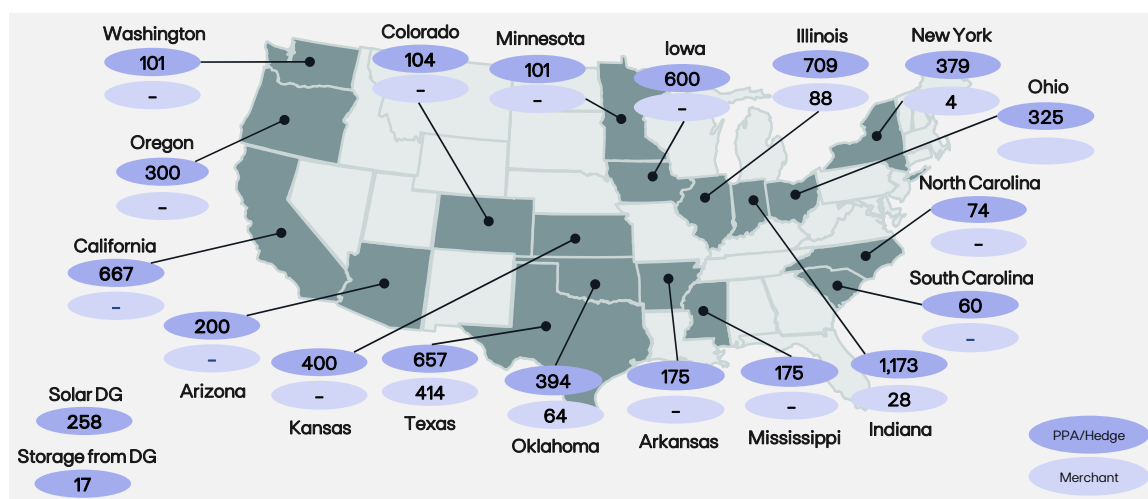 Washington
101
-
Colorado
104
-
Minnesota
101
-
Iowa
600
-
Illinois
709
88
New York
379
4
Ohio
325
Oregon
300
-
North Carolina
74
-
California
667
-
South Carolina
60
-
200
-
Arizona
400
-
Kansas
657
414
Texas
394
64
Oklahoma
175
-
Arkansas
175
-
Mississippi
1,173
28
Indiana
Solar DG
258
Storage from DG
17
PPA/Hedge
Merchant